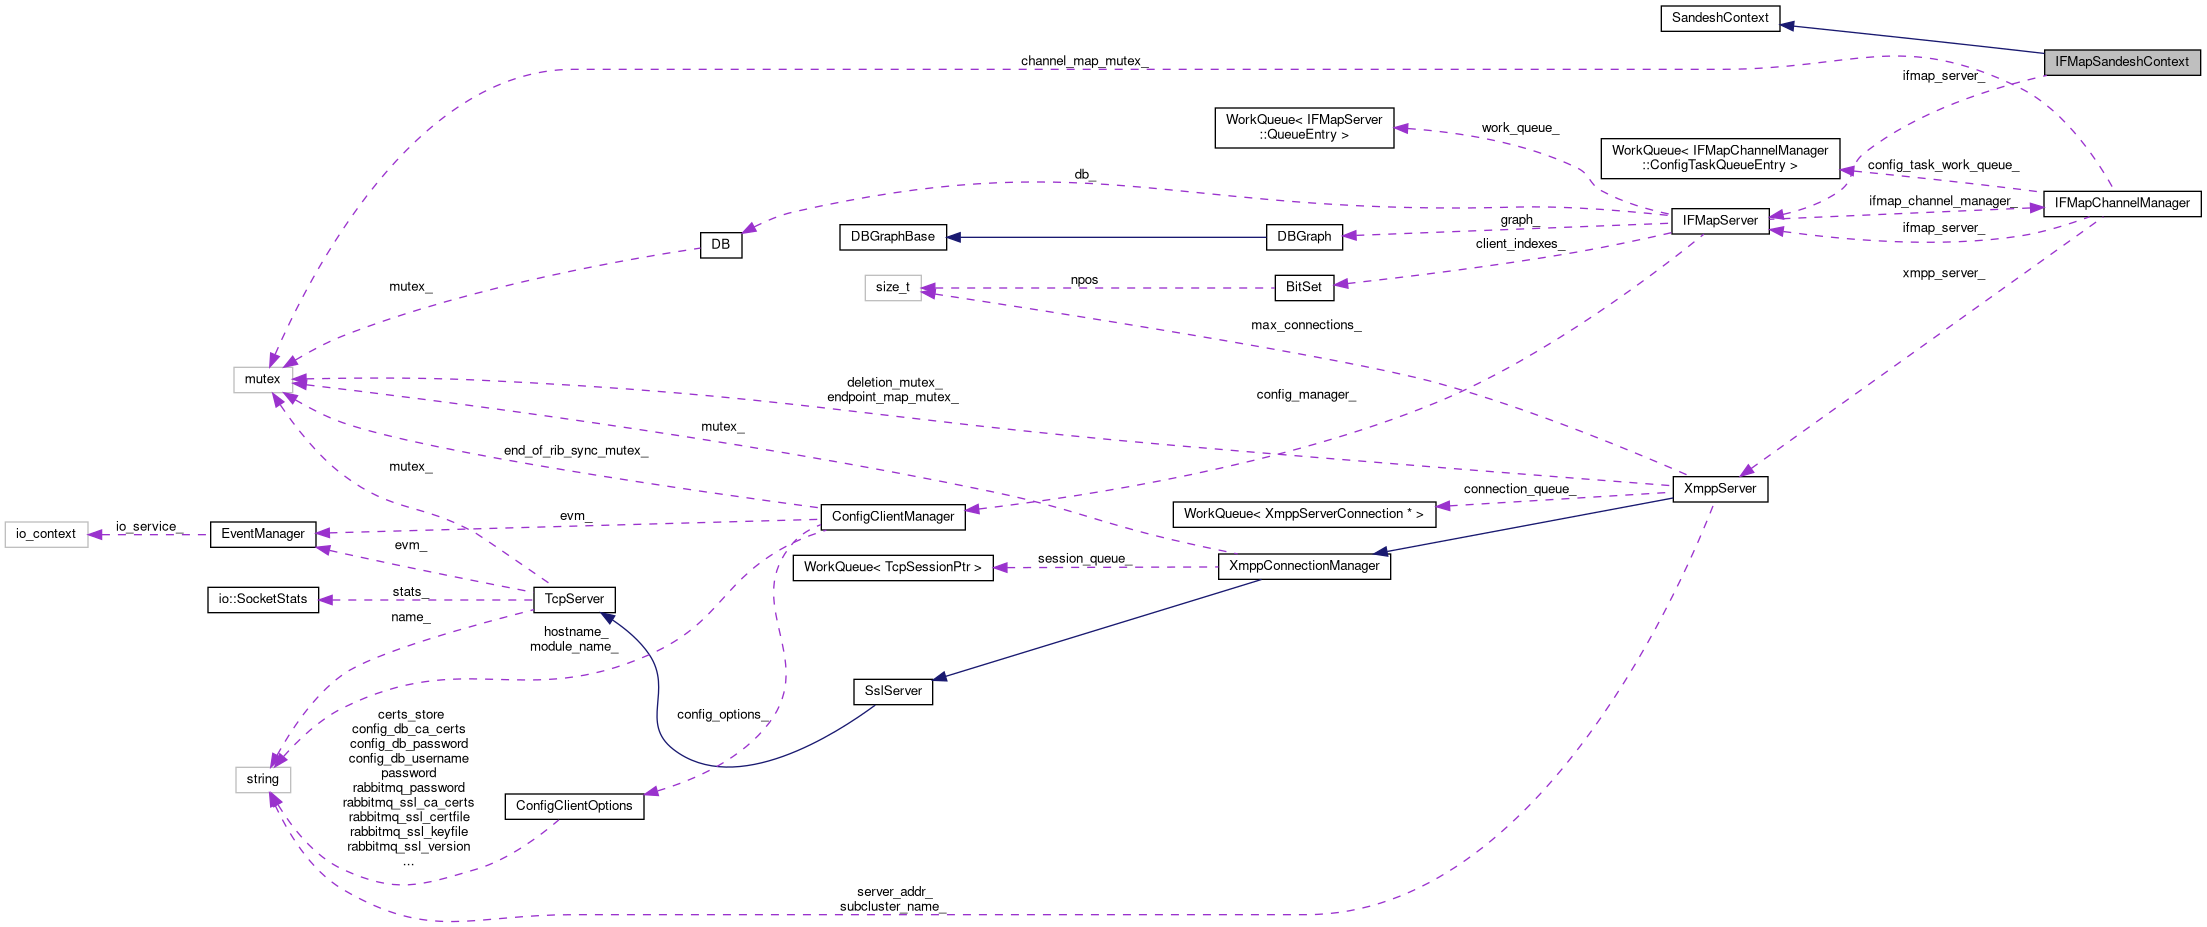 SandeshContext
IFMapSandeshContext
channel_map_mutex_
ifmap_server_
WorkQueue< IFMapServer
::QueueEntry >
work_queue_
WorkQueue< IFMapChannelManager
::ConfigTaskQueueEntry >
config_task_work_queue_
db_
ifmap_channel_manager_
IFMapChannelManager
IFMapServer
graph_
ifmap_server_
DBGraphBase
DBGraph
DB
client_indexes_
xmpp_server_
mutex_
size_t
npos
BitSet
max_connections_
mutex
deletion_mutex_
endpoint_map_mutex_
config_manager_
mutex_
end_of_rib_sync_mutex_
mutex_
XmppServer
connection_queue_
WorkQueue< XmppServerConnection * >
ConfigClientManager
evm_
io_context
io_service_
EventManager
evm_
session_queue_
WorkQueue< TcpSessionPtr >
XmppConnectionManager
io::SocketStats
stats_
TcpServer
name_
hostname_
module_name_
SslServer
config_options_
certs_store
config_db_ca_certs
config_db_password
config_db_username
password
rabbitmq_password
rabbitmq_ssl_ca_certs
rabbitmq_ssl_certfile
rabbitmq_ssl_keyfile
rabbitmq_ssl_version
...
string
ConfigClientOptions
server_addr_
subcluster_name_